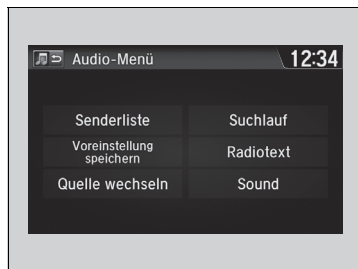 Audio-Menü
12:34
Senderliste
Suchlauf
Voreinstellung
speichern
Radiotext
Quelle wechseln
Sound